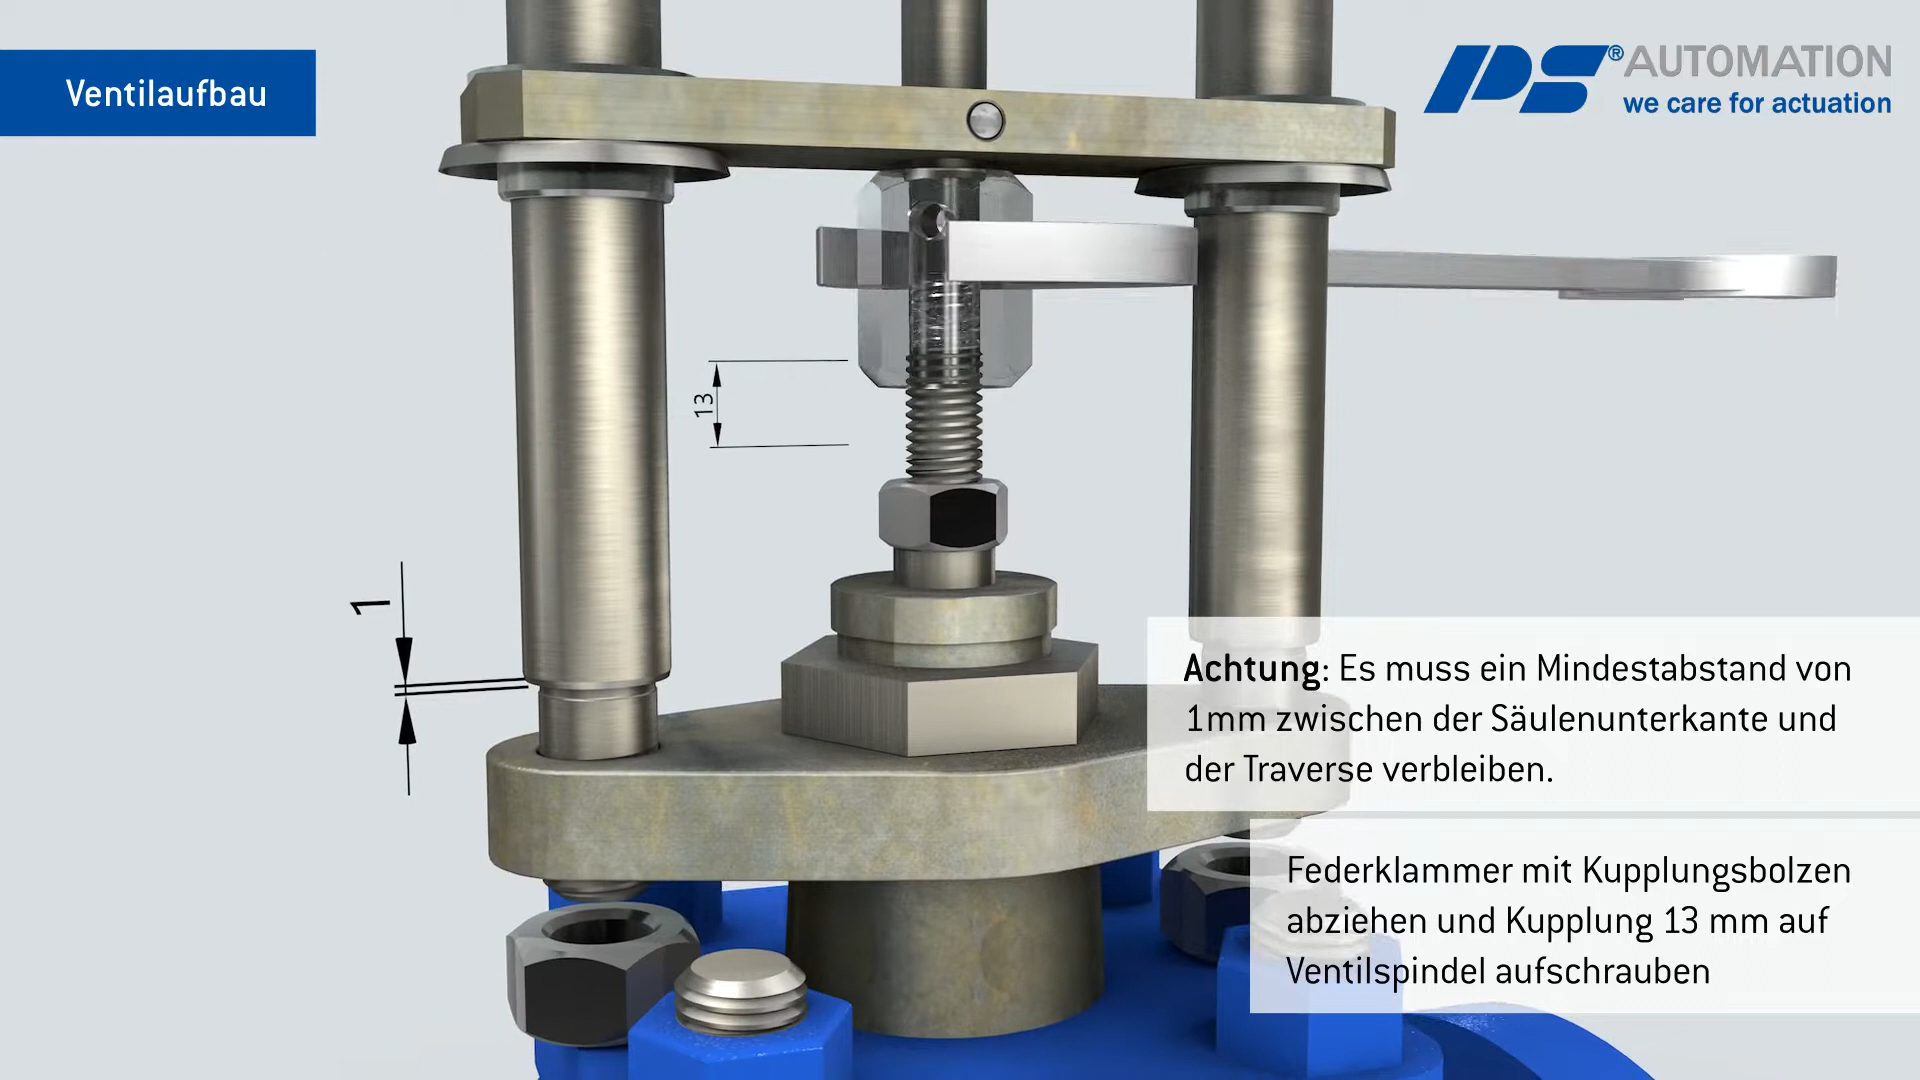 Ventilaufbau
PS® AUTOMATION
we care for actuation
13
1
Achtung: Es muss ein Mindestabstand von
1mm zwischen der Säulenunterkante und
der Traverse verbleiben.
Federklammer mit Kupplungsbolzen
abziehen und Kupplung 13 mm auf
Ventilspindel aufschrauben